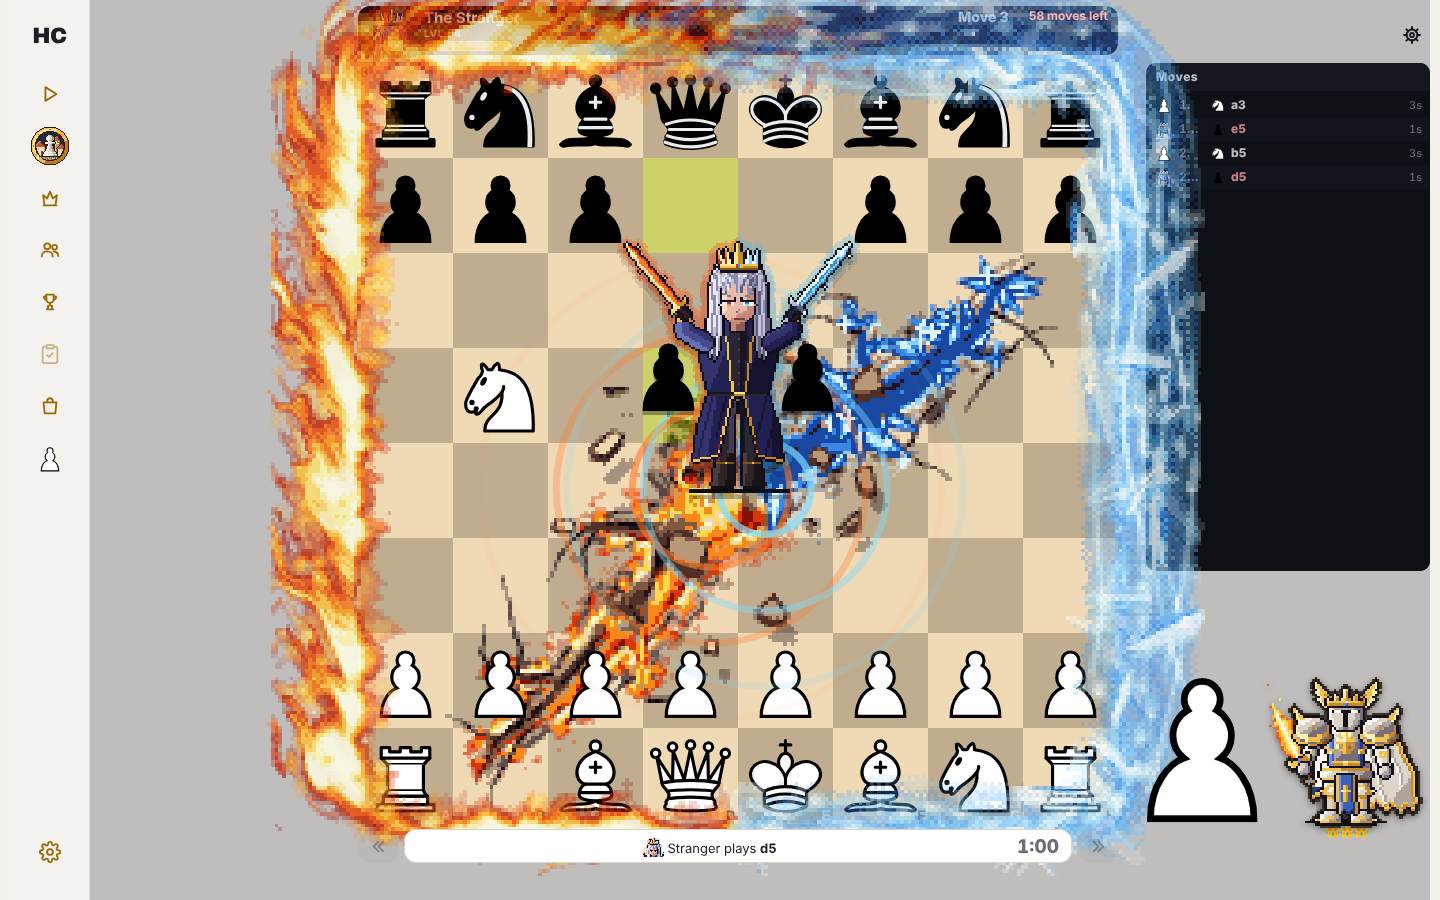 HC
The Stranger
Move 3
58 moves left
Moves
a3 3s
e5 1s
b5 3s
d5 1s
Stranger plays d5
1:00